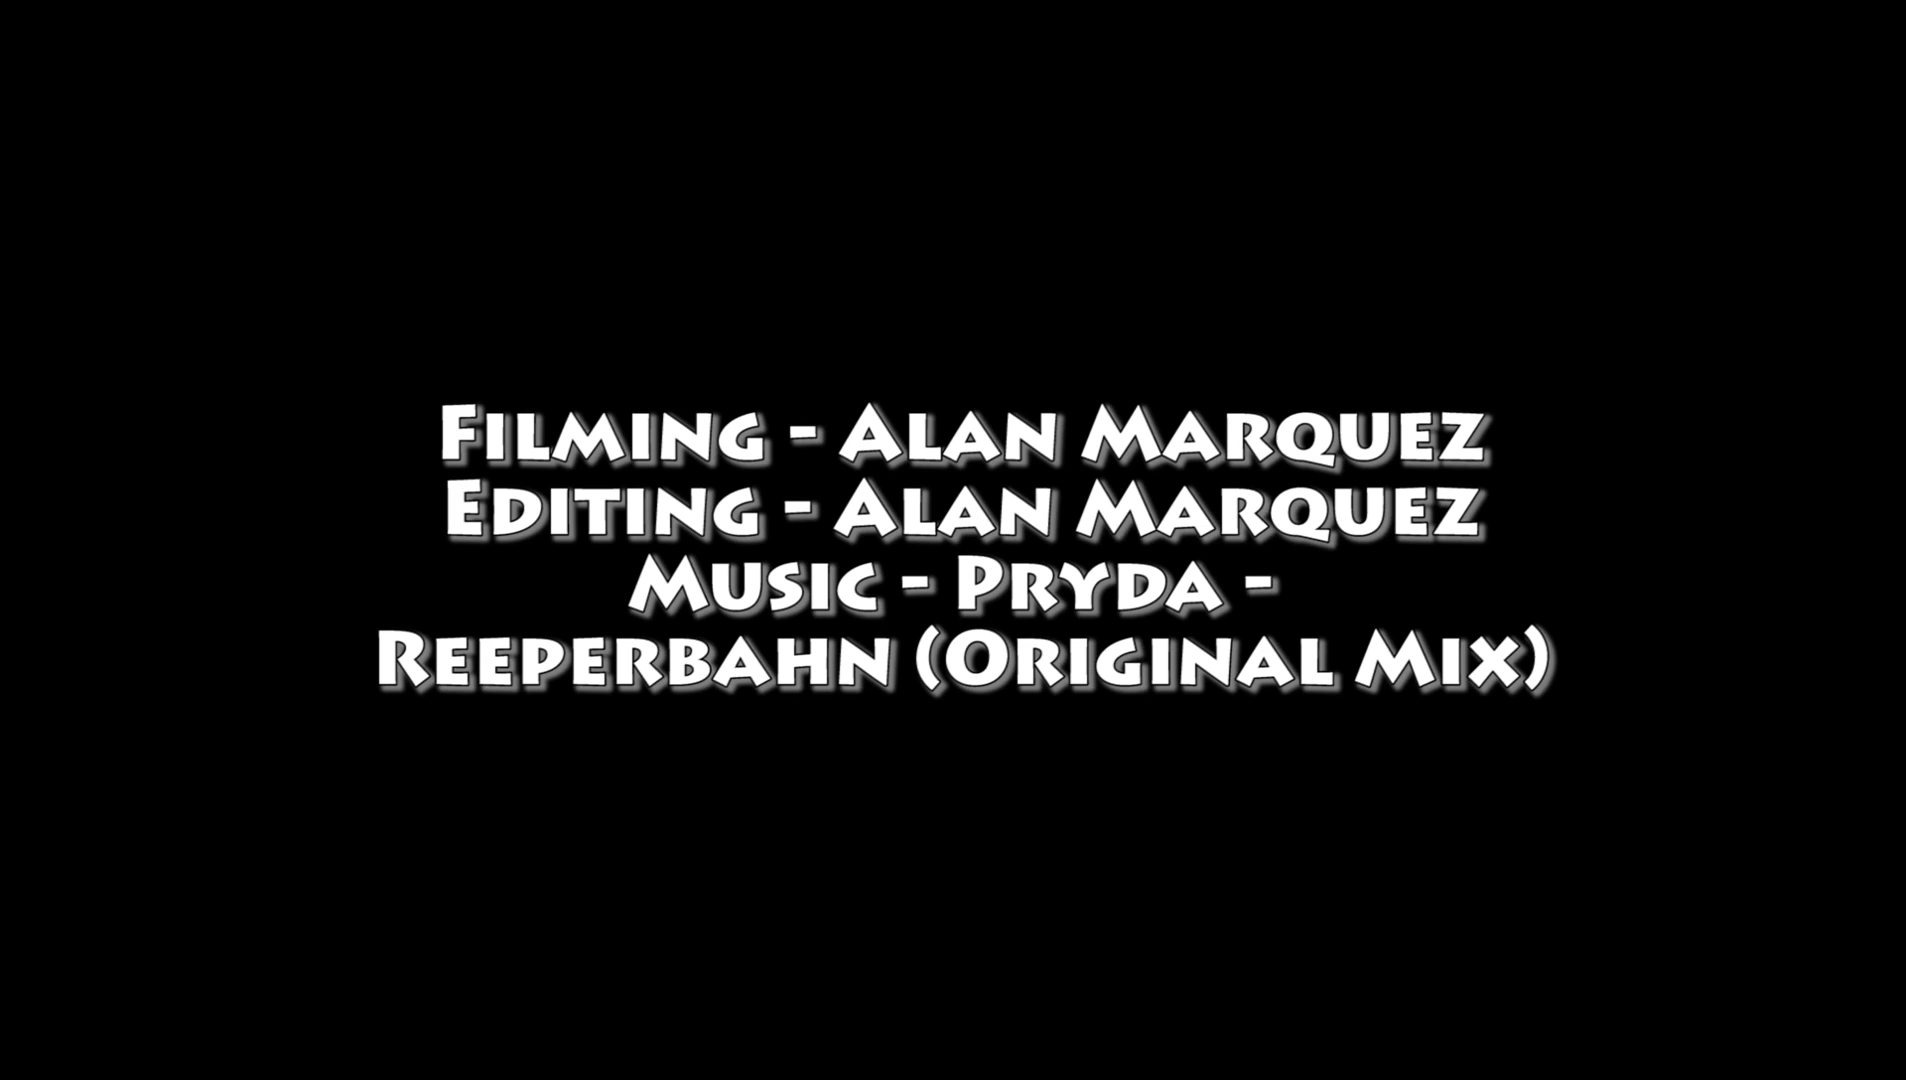 Filming - Alan Marquez
Editing - Alan Marquez
Music - Pryda -
Reeperbahn (Original Mix)